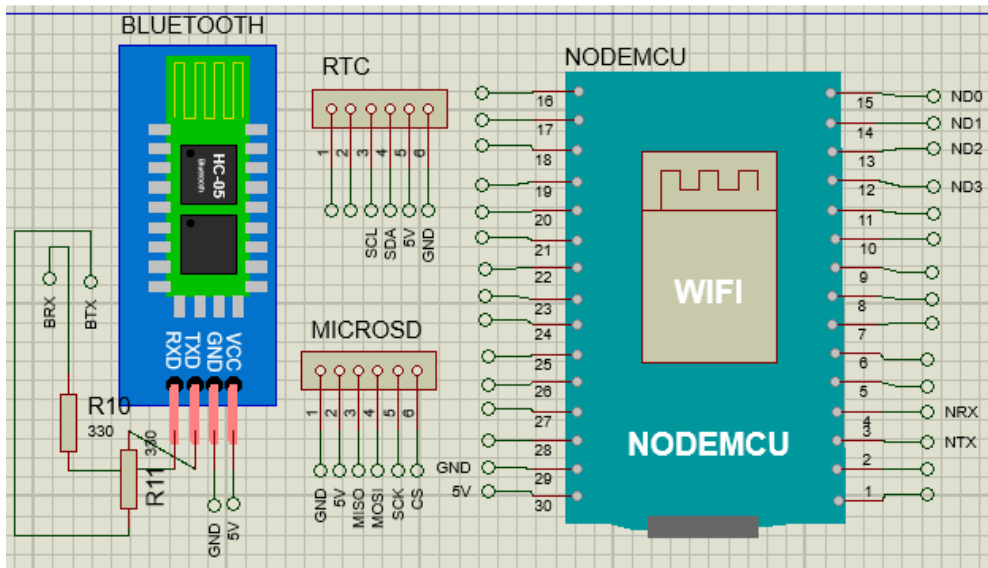 BLUETOOTH
HC-05
Bluetooth
RXD
TXD
GND
VCC
BRX
BTX
R10
330
330
R11
GND
5V
RTC
1
2
3
4
5
6
SCL
SDA
5V
GND
MICROSD
1
2
3
4
5
6
GND
5V
MISO
MOSI
SCK
CS
NODEMCU
16
17
18
19
20
21
22
23
24
25
26
27
28
GND 29
5V 30
WIFI
NODEMCU
15 ND0
14 ND1
13 ND2
12 ND3
11
10
9
8
7
6
5
4 NRX
3 NTX
2
1